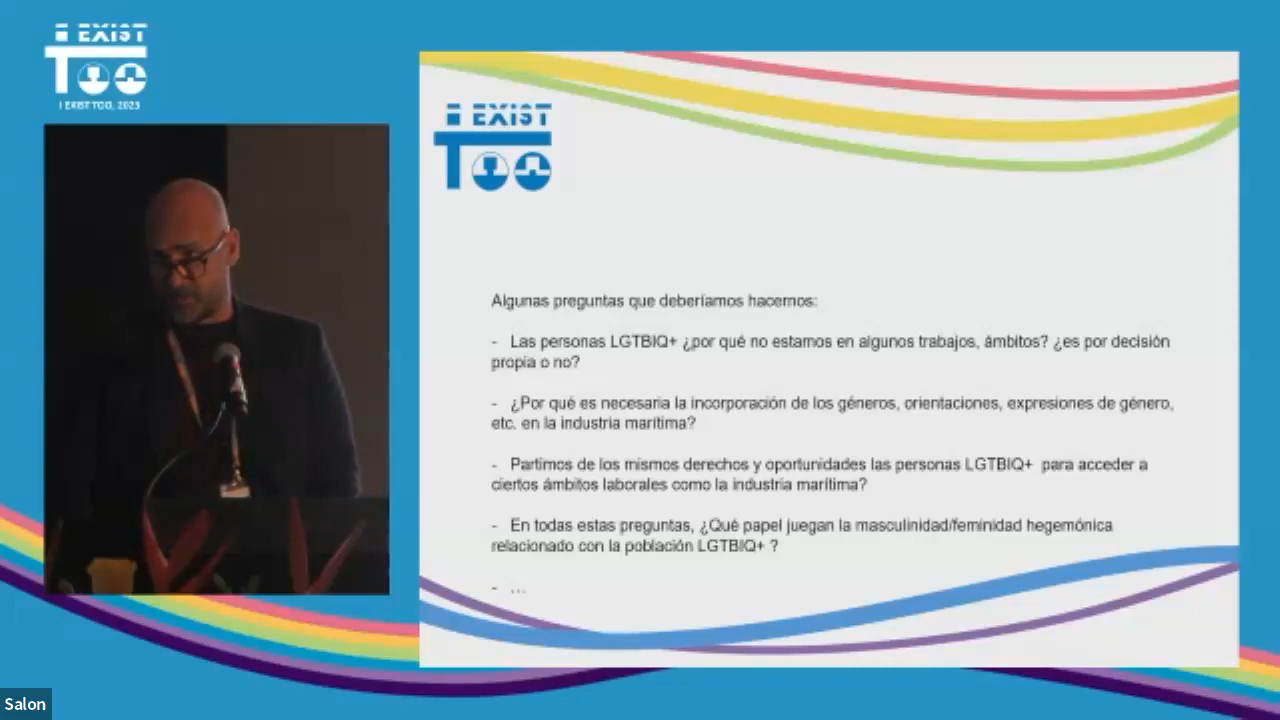 I EXIST
TOO
I EXIST TOO, 2023
I EXIST
TOO
Algunas preguntas que deberíamos hacernos:
- Las personas LGTBIQ+ ¿por qué no estamos en algunos trabajos, ámbitos? ¿es por decisión
propia o no?
- ¿Por qué es necesaria la incorporación de los géneros, orientaciones, expresiones de género,
etc. en la industria marítima?
- Partimos de los mismos derechos y oportunidades las personas LGTBIQ+ para acceder a
ciertos ámbitos laborales como la industria marítima?
- En todas estas preguntas, ¿Qué papel juegan la masculinidad/feminidad hegemónica
relacionado con la población LGTBIQ+ ?
- ...
Salon